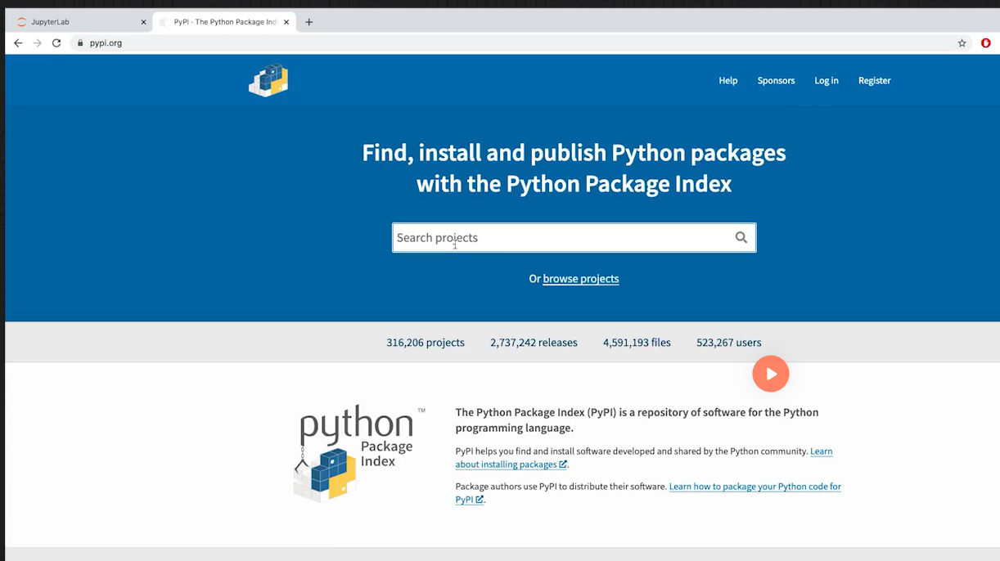 JupyterLab
PyPI · The Python Package Ind
pypi.org
Help Sponsors Log in Register
Find, install and publish Python packages
with the Python Package Index
Search projects
Or browse projects
316,206 projects 2,737,242 releases 4,591,193 files 523,267 users
python™
Package
Index
The Python Package Index (PyPI) is a repository of software for the Python
programming language.
PyPI helps you find and install software developed and shared by the Python community. Learn
about installing packages.
Package authors use PyPI to distribute their software. Learn how to package your Python code for
PyPI.